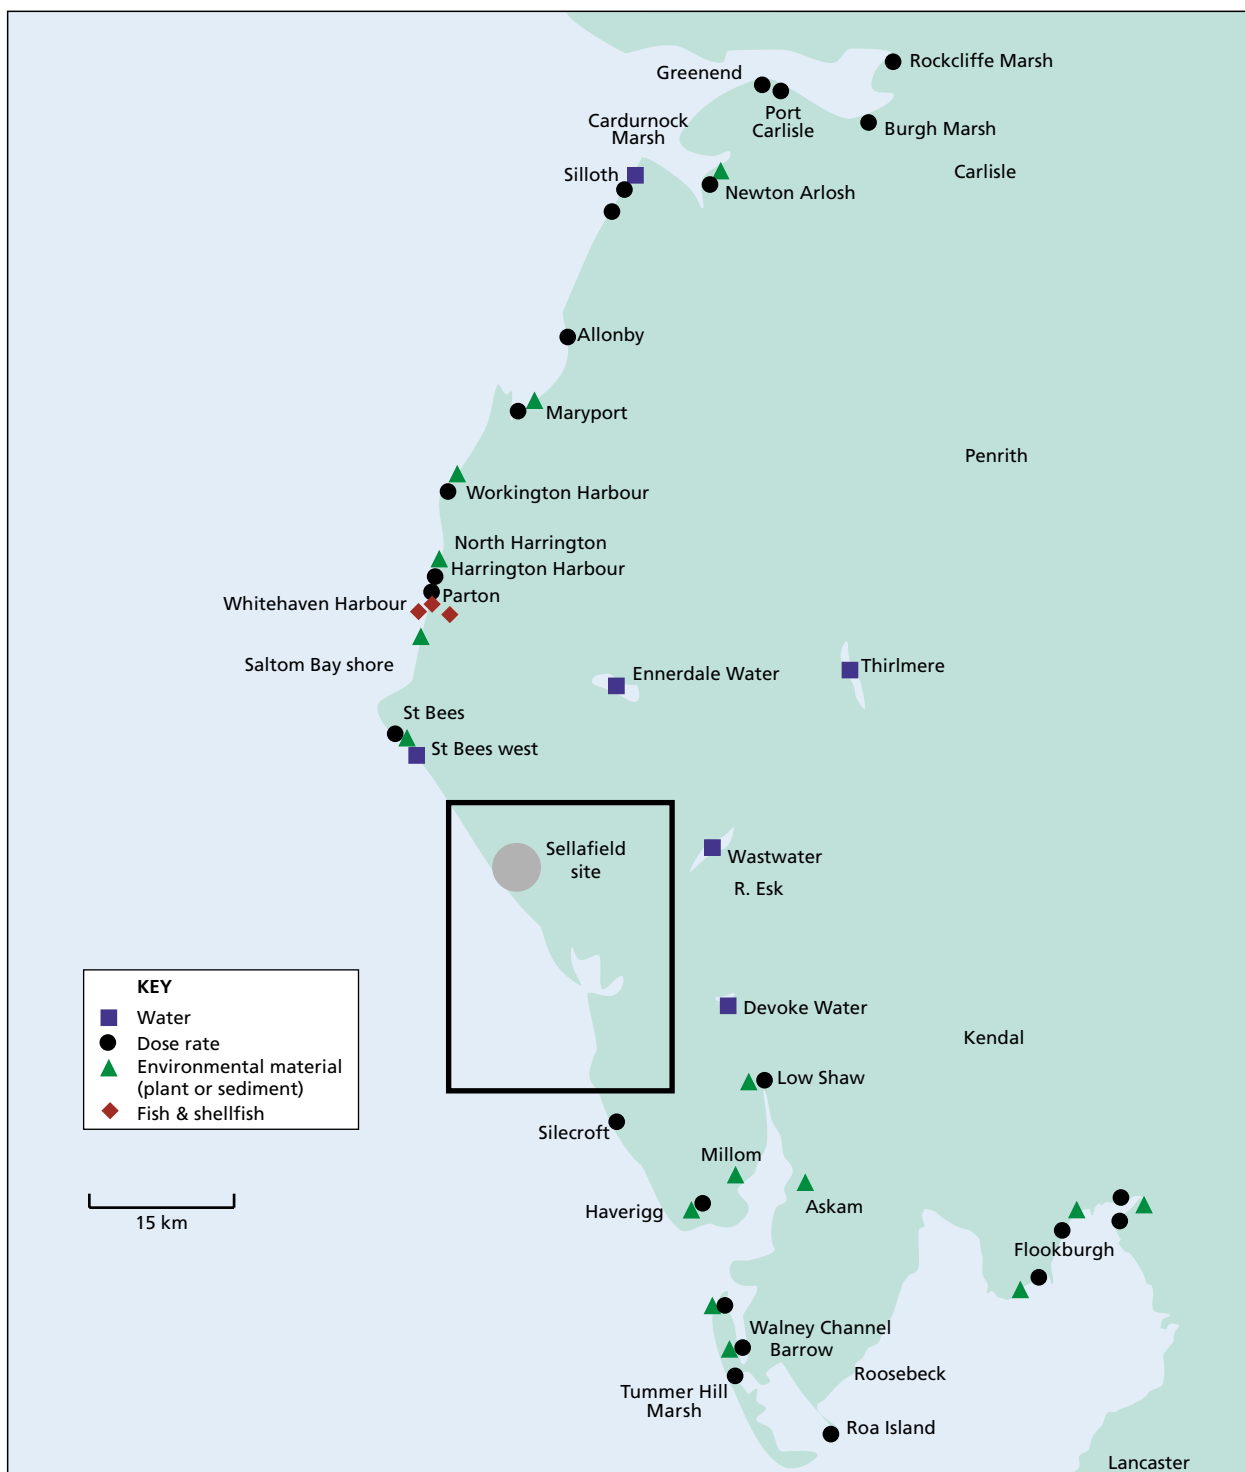 Rockcliffe Marsh
Greenend
Port
Carlisle
Cardurnock
Marsh
Burgh Marsh
Carlisle
Silloth
Newton Arlosh
Allonby
Maryport
Penrith
Workington Harbour
North Harrington
Harrington Harbour
Parton
Whitehaven Harbour
Saltom Bay shore
Ennerdale Water
Thirlmere
St Bees
St Bees west
Sellafield
site
Wastwater
R. Esk
KEY
Water
Dose rate
Environmental material
(plant or sediment)
Fish & shellfish
Devoke Water
Kendal
Low Shaw
Silecroft
Millom
Haverigg
Askam
15 km
Flookburgh
Walney Channel
Barrow
Roosebeck
Tummer Hill
Marsh
Roa Island
Lancaster